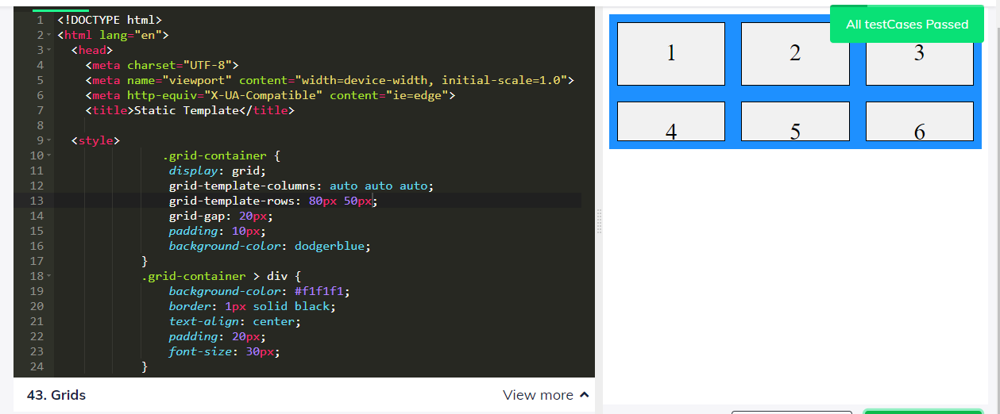 1 <!DOCTYPE html>
2 <html lang="en">
3 <head>
4 <meta charset="UTF-8">
5 <meta name="viewport" content="width=device-width, initial-scale=1.0">
6 <meta http-equiv="X-UA-Compatible" content="ie=edge">
7 <title>Static Template</title>
8
9 <style>
10 .grid-container {
11 display: grid;
12 grid-template-columns: auto auto auto;
13 grid-template-rows: 80px 50px;
14 grid-gap: 20px;
15 padding: 10px;
16 background-color: dodgerblue;
17 }
18 .grid-container > div {
19 background-color: #f1f1f1;
20 border: 1px solid black;
21 text-align: center;
22 padding: 20px;
23 font-size: 30px;
24 }
43. Grids
View more
All testCases Passed
1 2 3
4 5 6